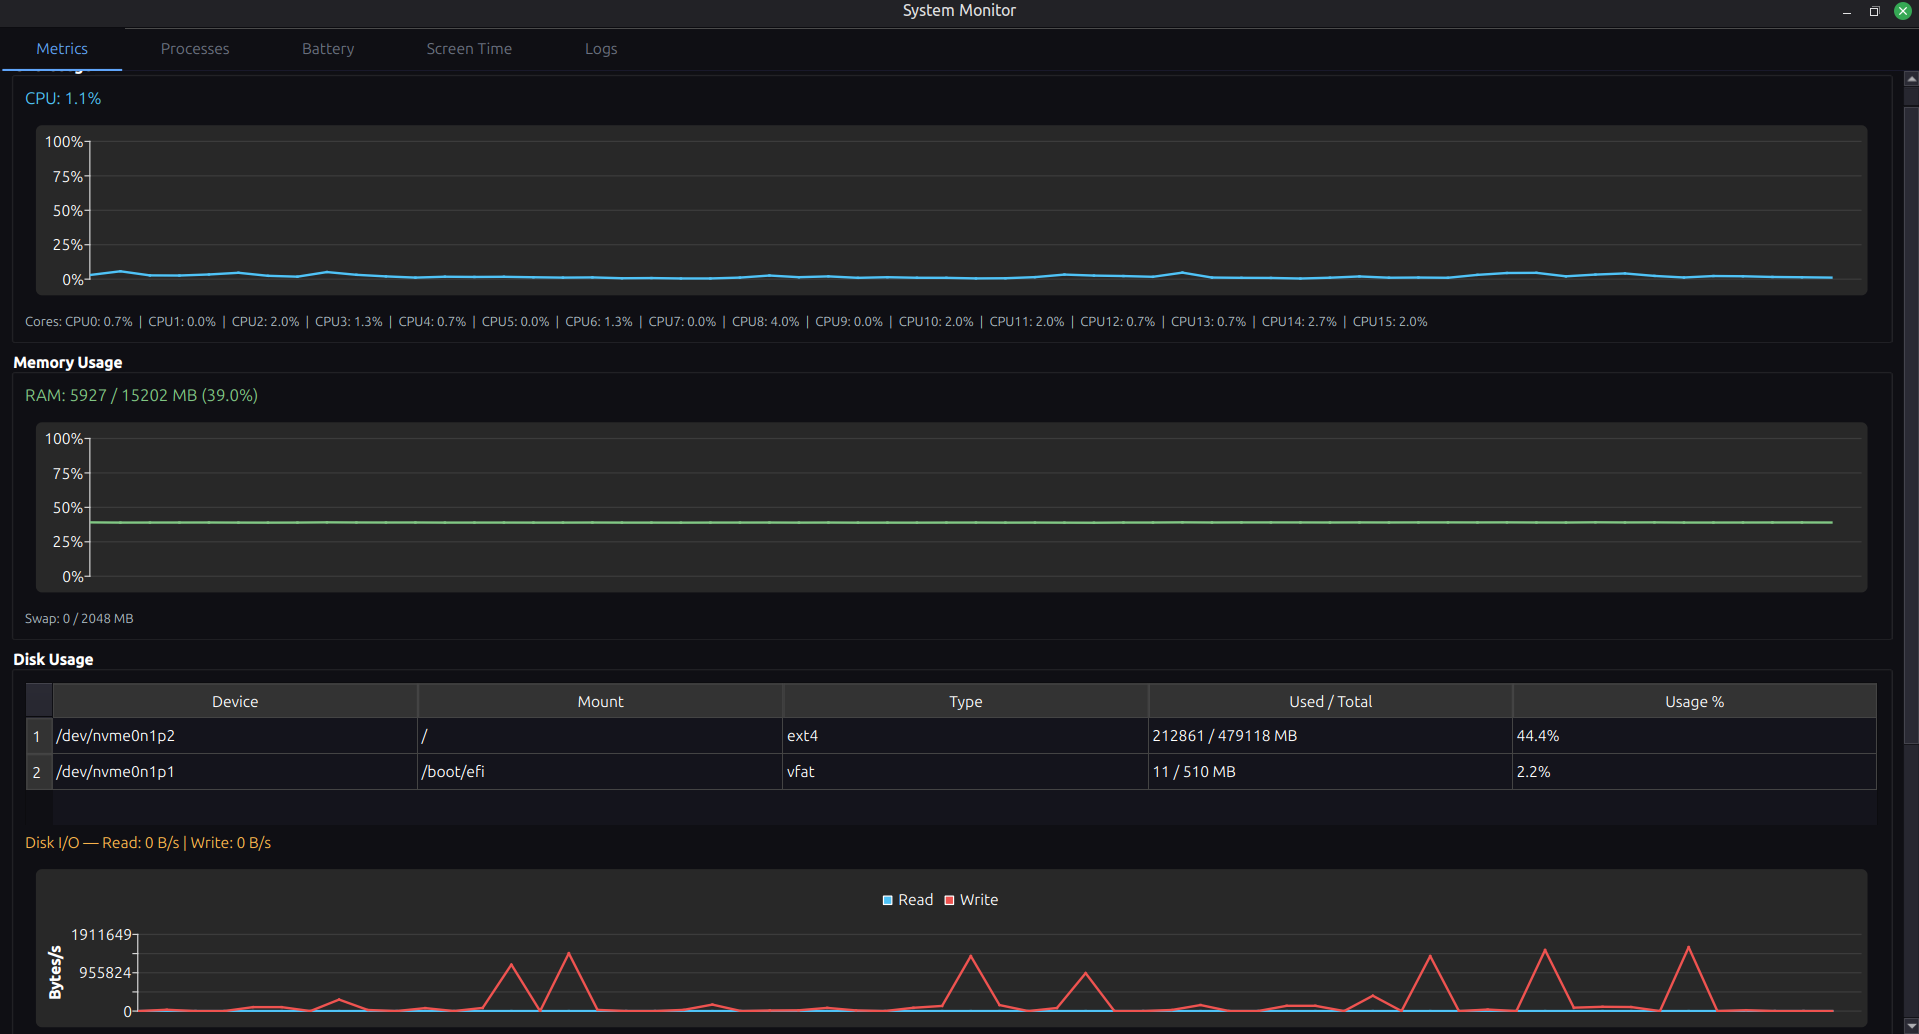 System Monitor
Metrics Processes Battery Screen Time Logs
CPU: 1.1%
100%
75%
50%
25%
0%
Cores: CPU0: 0.7% | CPU1: 0.0% | CPU2: 2.0% | CPU3: 1.3% | CPU4: 0.7% | CPU5: 0.0% | CPU6: 1.3% | CPU7: 0.0% | CPU8: 4.0% | CPU9: 0.0% | CPU10: 2.0% | CPU11: 2.0% | CPU12: 0.7% | CPU13: 0.7% | CPU14: 2.7% | CPU15: 2.0%
Memory Usage
RAM: 5927 / 15202 MB (39.0%)
100%
75%
50%
25%
0%
Swap: 0 / 2048 MB
Disk Usage
Device Mount Type Used / Total Usage %
1 /dev/nvme0n1p2 / ext4 212861 / 479118 MB 44.4%
2 /dev/nvme0n1p1 /boot/efi vfat 11 / 510 MB 2.2%
Disk I/O — Read: 0 B/s | Write: 0 B/s
Read Write
Bytes/s
1911649
955824
0